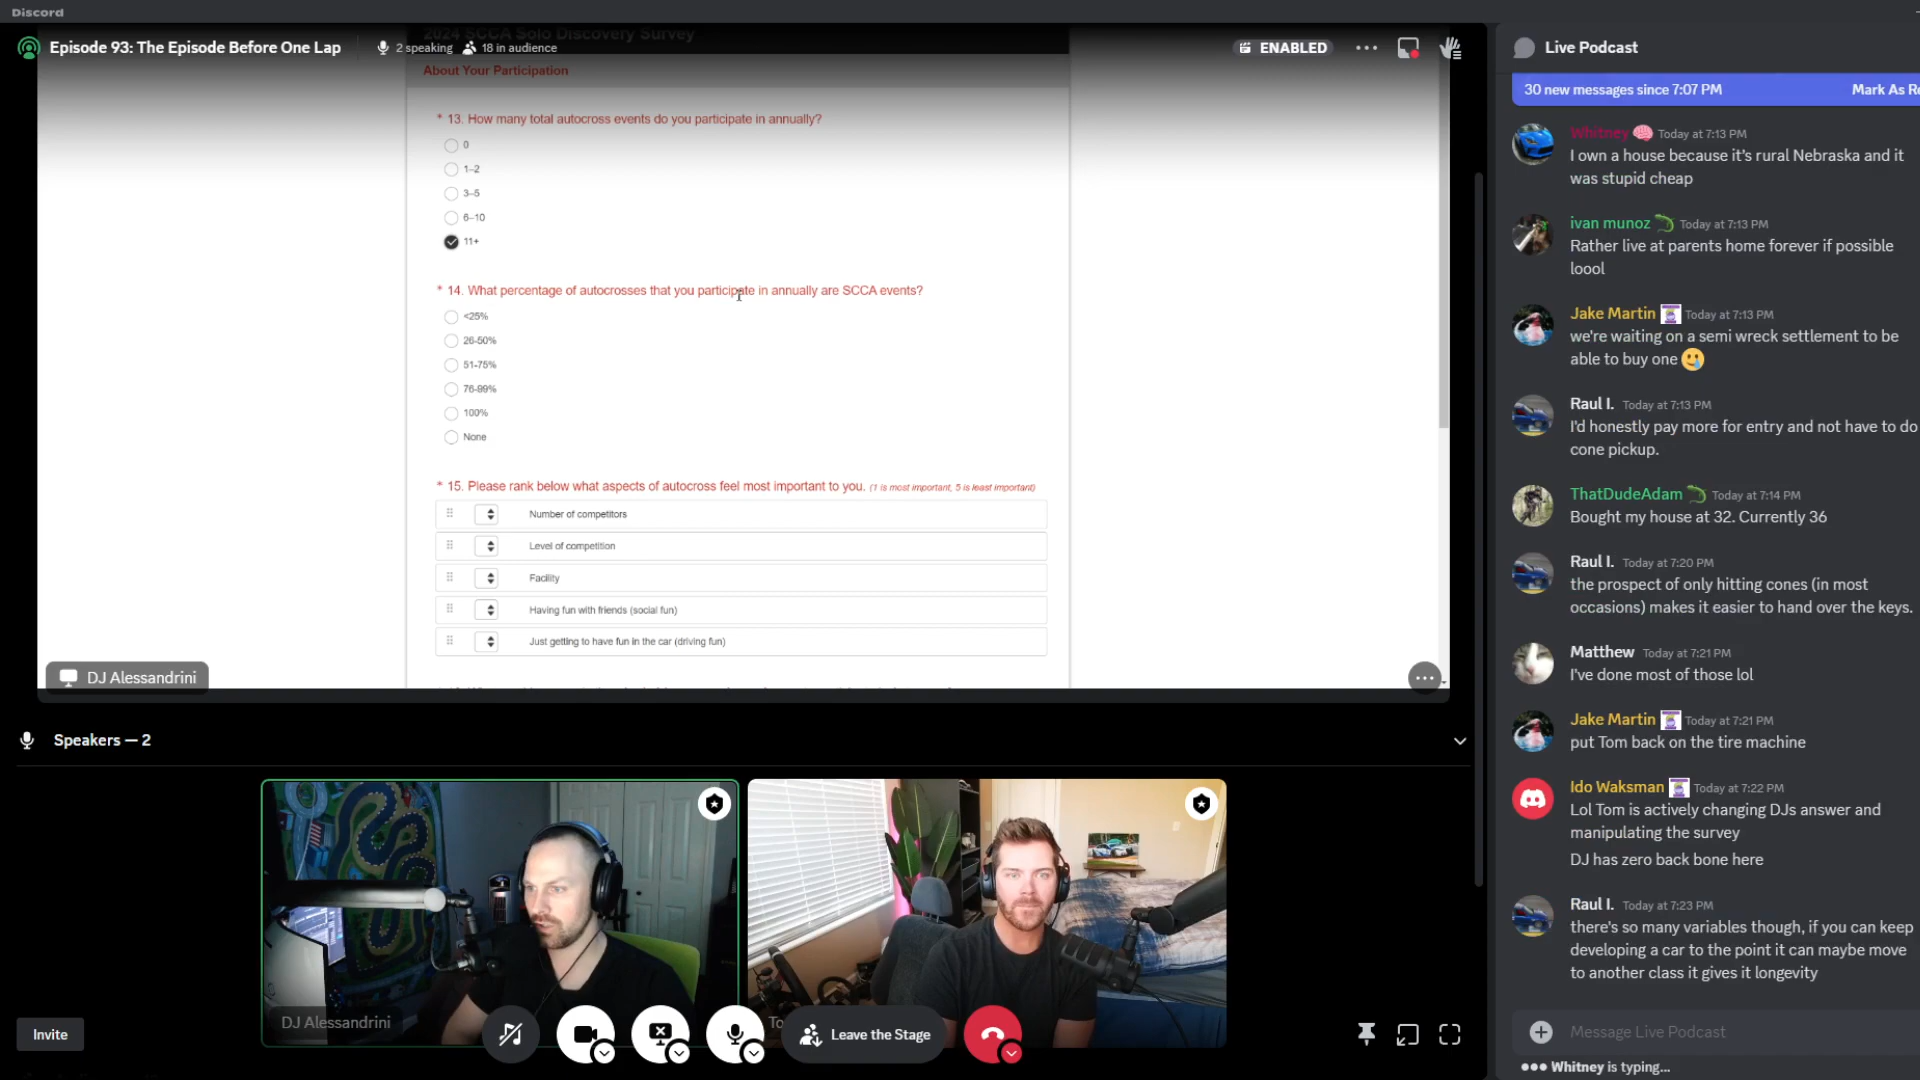 Discord
Episode 93: The Episode Before One Lap
2 speaking
18 in audience
ENABLED
2024 SCCA Solo Discovery Survey
About Your Participation
* 13. How many total autocross events do you participate in annually?
0
1–2
3–5
6–10
11+
* 14. What percentage of autocrosses that you participate in annually are SCCA events?
<25%
26-50%
51-75%
76-99%
100%
None
* 15. Please rank below what aspects of autocross feel most important to you. (1 is most important, 5 is least important)
Number of competitors
Level of competition
Facility
Having fun with friends (social fun)
Just getting to have fun in the car (driving fun)
DJ Alessandrini
Speakers — 2
DJ Alessandrini
To
Invite
Leave the Stage
Live Podcast
30 new messages since 7:07 PM
Mark As Re
Whitney Today at 7:13 PM
I own a house because it's rural Nebraska and it
was stupid cheap
ivan munoz Today at 7:13 PM
Rather live at parents home forever if possible
loool
Jake Martin Today at 7:13 PM
we're waiting on a semi wreck settlement to be
able to buy one
Raul I. Today at 7:13 PM
I'd honestly pay more for entry and not have to do
cone pickup.
ThatDudeAdam Today at 7:14 PM
Bought my house at 32. Currently 36
Raul I. Today at 7:20 PM
the prospect of only hitting cones (in most
occasions) makes it easier to hand over the keys.
Matthew Today at 7:21 PM
I've done most of those lol
Jake Martin Today at 7:21 PM
put Tom back on the tire machine
Ido Waksman Today at 7:22 PM
Lol Tom is actively changing DJs answer and
manipulating the survey
DJ has zero back bone here
Raul I. Today at 7:23 PM
there's so many variables though, if you can keep
developing a car to the point it can maybe move
to another class it gives it longevity
Message Live Podcast
Whitney is typing...